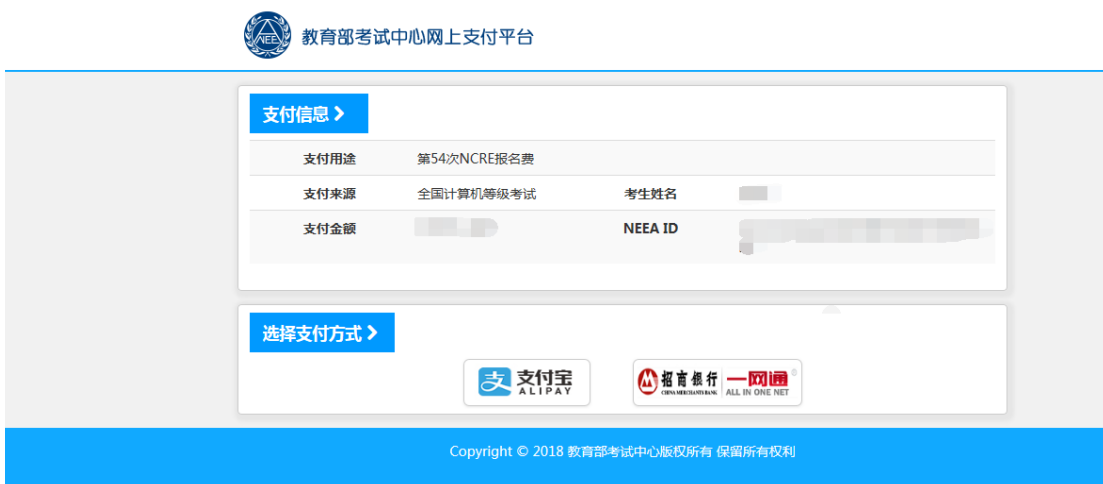 NEE
教育部考试中心网上支付平台
支付信息
支付用途 第54次NCRE报名费
支付来源 全国计算机等级考试 考生姓名
支付金额 NEEA ID
选择支付方式
支 支付宝 招商银行 一网通
ALIPAY CHINA MERCHANTS BANK ALL IN ONE NET
Copyright © 2018 教育部考试中心版权所有 保留所有权利